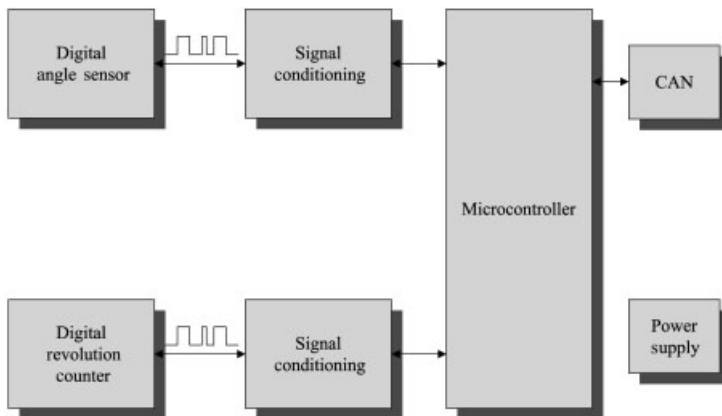 Digital
angle sensor
Signal
conditioning
Microcontroller
CAN
Digital
revolution
counter
Signal
conditioning
Power
supply